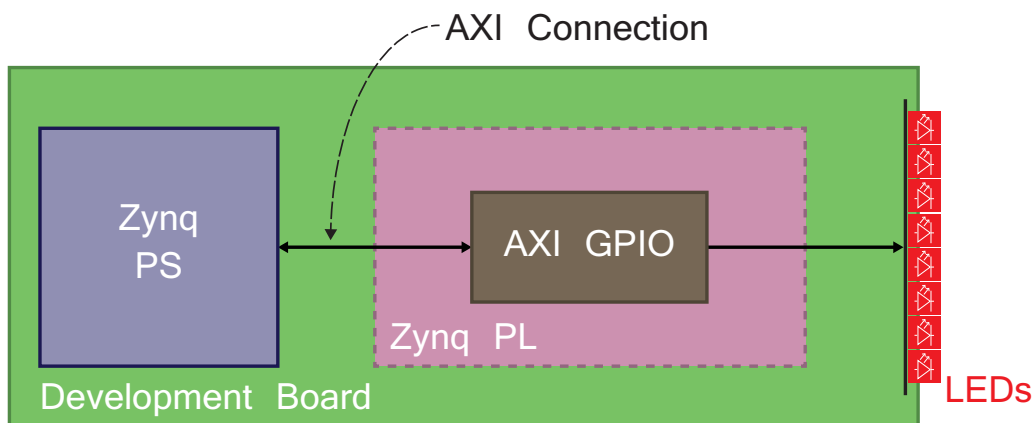 AXI Connection
Zynq
PS
AXI GPIO
Zynq PL
Development Board
LEDs